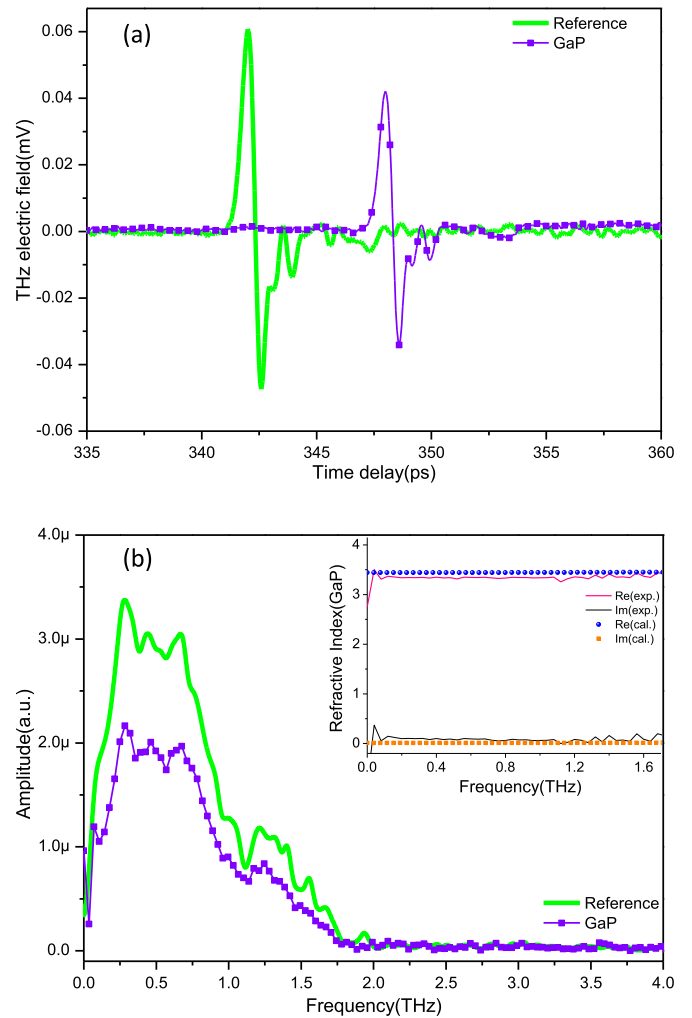 (a)
Reference
GaP
THz electric field(mV)
0.06
0.04
0.02
0.00
-0.02
-0.04
-0.06
335
340
345
350
355
360
Time delay(ps)
(b)
Amplitude(a.u.)
4.0μ
3.0μ
2.0μ
1.0μ
0.0
Refractive Index(GaP)
4
3
2
1
0
Re(exp.)
Im(exp.)
Re(cal.)
Im(cal.)
0.0
0.4
0.8
1.2
1.6
Frequency(THz)
Reference
GaP
0.0
0.5
1.0
1.5
2.0
2.5
3.0
3.5
4.0
Frequency(THz)